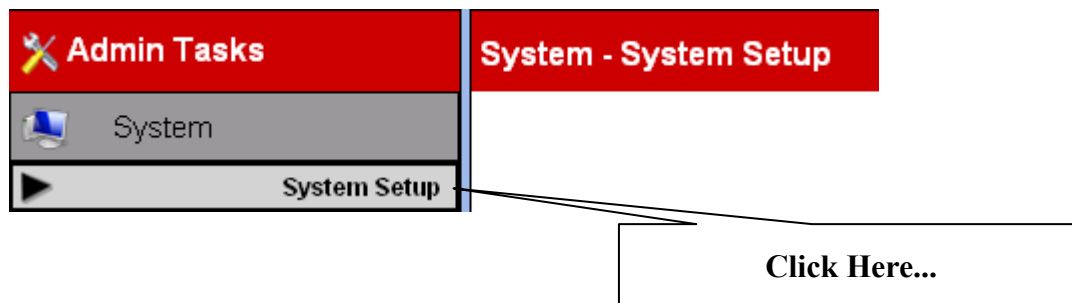 Admin Tasks
System - System Setup
System
System Setup
Click Here...